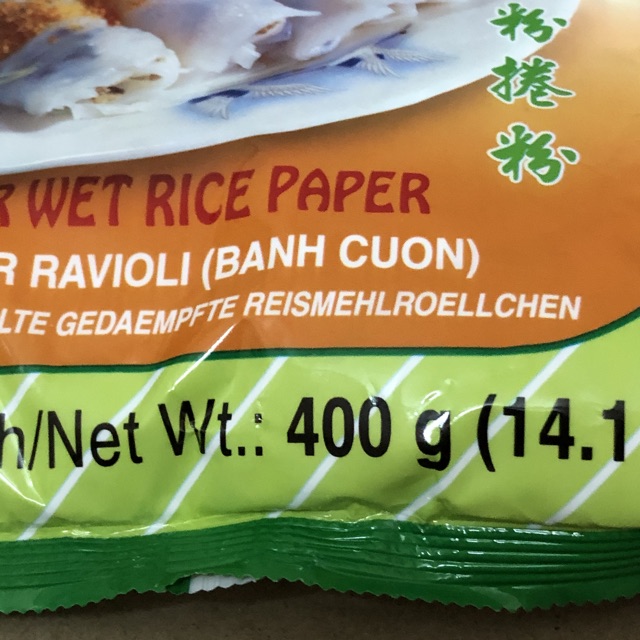 粉
捲
粉
R WET RICE PAPER
R RAVIOLI (BANH CUON)
LTE GEDAEMPFTE REISMEHLROELLCHEN
h/Net Wt.: 400 g (14.1